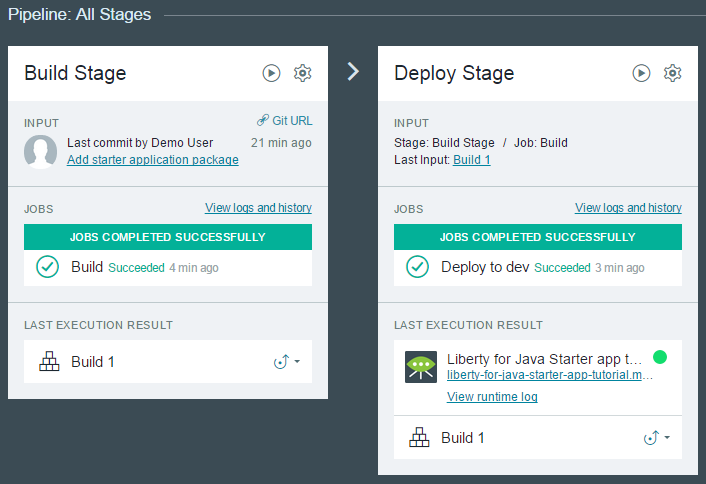 Pipeline: All Stages
Build Stage
INPUT
Git URL
Last commit by Demo User
21 min ago
Add starter application package
JOBS
View logs and history
JOBS COMPLETED SUCCESSFULLY
Build Succeeded 4 min ago
LAST EXECUTION RESULT
Build 1
Deploy Stage
INPUT
Stage: Build Stage / Job: Build
Last Input: Build 1
JOBS
View logs and history
JOBS COMPLETED SUCCESSFULLY
Deploy to dev Succeeded 3 min ago
LAST EXECUTION RESULT
Liberty for Java Starter app t...
liberty-for-java-starter-app-tutorial.m...
View runtime log
Build 1